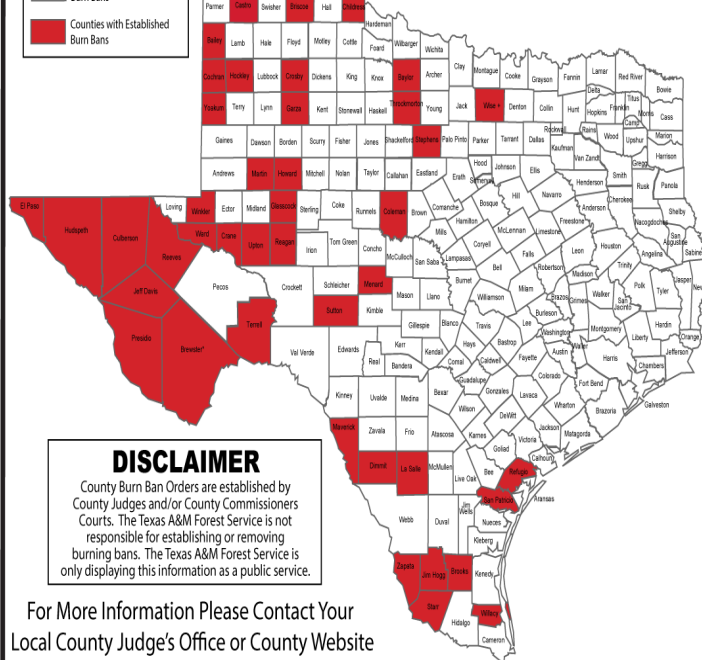 Burn Bans
Counties with Established
Burn Bans
Parmer Castro Swisher Briscoe Hall Childress
Hardeman
Bailey Lamb Hale Floyd Motley Cottle Foard Wilbarger Wichita
Clay Montague Cooke Grayson Fannin Lamar Red River Bowie
Cochran Hockley Lubbock Crosby Dickens King Knox Baylor Archer
Titus
Yoakum Terry Lynn Garza Kent Stonewall Haskell Throckmorton Young Jack Wise + Denton Collin Hunt Hopkins Franklin Morris Cass
Camp
Gaines Dawson Borden Scurry Fisher Jones Shackelford Stephens Palo Pinto Parker Tarrant Dallas Rockwall Rains Wood Upshur Marion
Kaufman Van Zandt Gregg Harrison
Andrews Martin Howard Mitchell Nolan Taylor Callahan Eastland Erath Hood Somervell Johnson Ellis Henderson Smith Rusk Panola
El Paso Hudspeth Culberson Reeves Loving Winkler Ector Midland Glasscock Sterling Coke Runnels Coleman Brown Comanche Bosque Hill Navarro Anderson Cherokee Shelby
Hamilton Freestone Nacogdoches
Ward Crane Upton Reagan Irion Tom Green Concho Mills McLennan Limestone San Augustine
Coryell Falls Leon Houston Angelina Sabine
McCulloch San Saba Lampasas Bell Robertson Madison Trinity
Jeff Davis Pecos Crockett Schleicher Menard Mason Llano Burnet Williamson Milam Brazos Grimes Walker San Jacinto Polk Tyler Jasper
Presidio Brewster* Terrell Sutton Kimble Gillespie Blanco Travis Lee Burleson Washington Montgomery Liberty Hardin Orange
Val Verde Edwards Real Kerr Kendall Hays Bastrop Fayette Austin Waller Harris Jefferson
Bandera Comal Caldwell Chambers
Guadalupe Colorado Fort Bend
Kinney Uvalde Medina Bexar Wilson Gonzales Lavaca Wharton Brazoria Galveston
DeWitt
Maverick Zavala Frio Atascosa Karnes Victoria Jackson Matagorda
Goliad Calhoun
Dimmit La Salle McMullen Live Oak Bee Refugio
San Patricio Aransas
Webb Duval Jim Wells Nueces
Kleberg
Zapata Jim Hogg Brooks Kenedy
Starr Hidalgo Willacy
Cameron
DISCLAIMER
County Burn Ban Orders are established by
County Judges and/or County Commissioners
Courts. The Texas A&M Forest Service is not
responsible for establishing or removing
burning bans. The Texas A&M Forest Service is
only displaying this information as a public service.
For More Information Please Contact Your
Local County Judge's Office or County Website